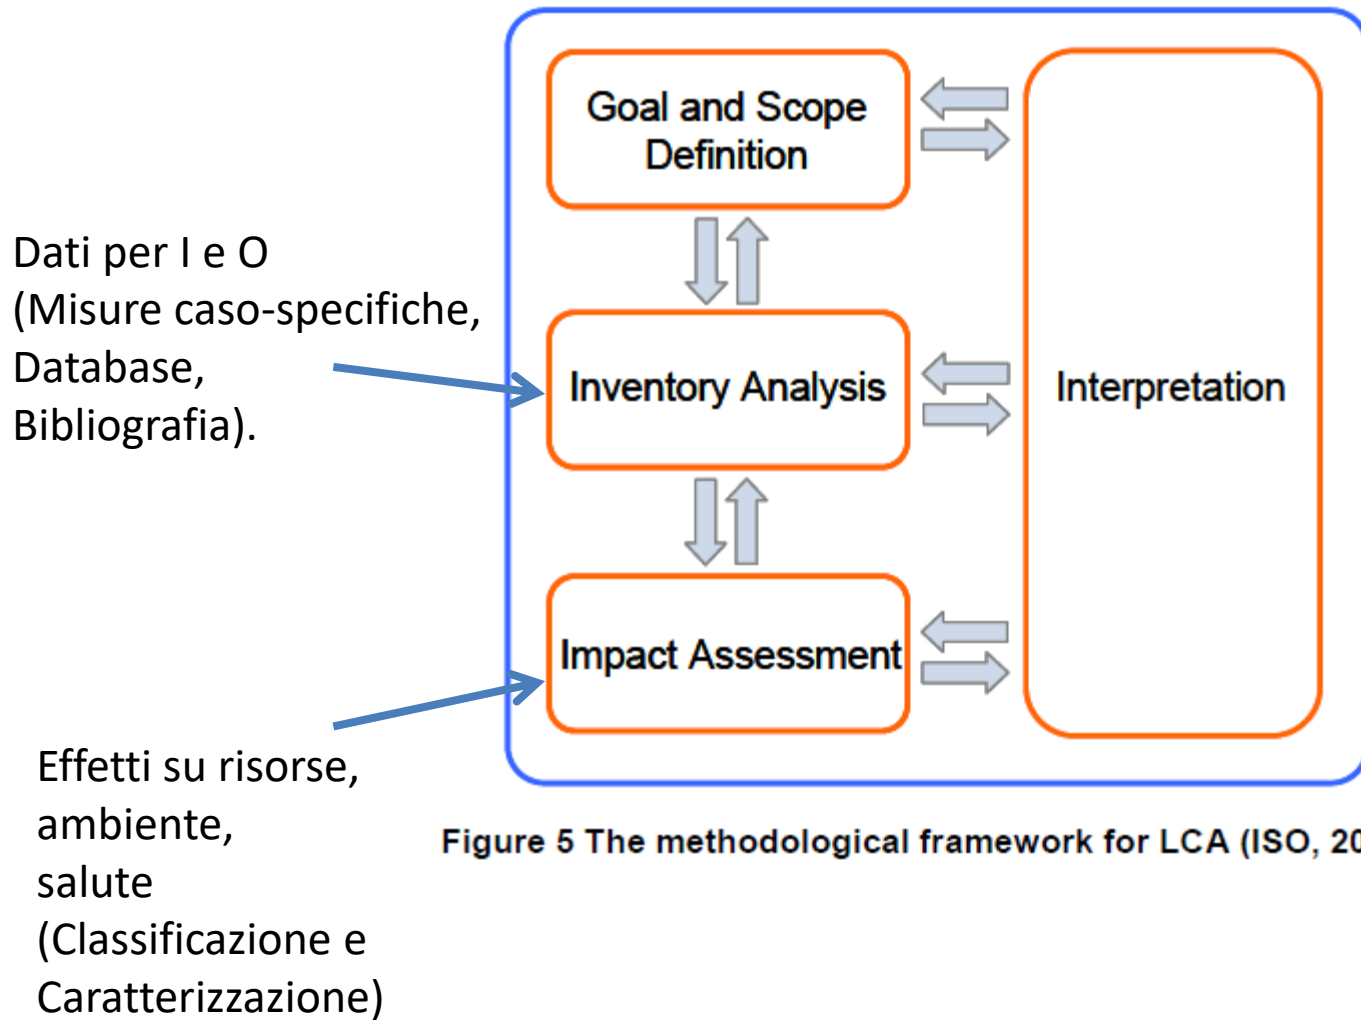 Goal and Scope
Definition
Dati per I e O
(Misure caso-specifiche,
Database,
Bibliografia).
Inventory Analysis
Interpretation
Impact Assessment
Effetti su risorse,
ambiente,
salute
(Classificazione e
Caratterizzazione)
Figure 5 The methodological framework for LCA (ISO, 20